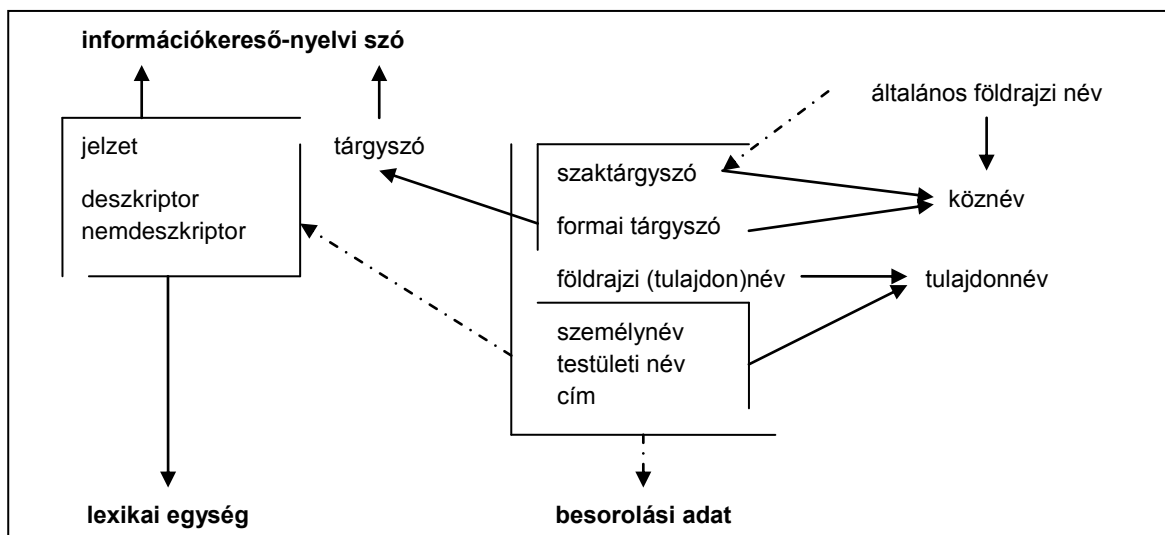 információkereső-nyelvi szó
általános földrajzi név
jelzet
tárgyszó
szaktárgyszó
deszkriptor
köznév
nemdeszkriptor
formai tárgyszó
földrajzi (tulajdon)név
tulajdonnév
személynév
testületi név
cím
lexikai egység
besorolási adat